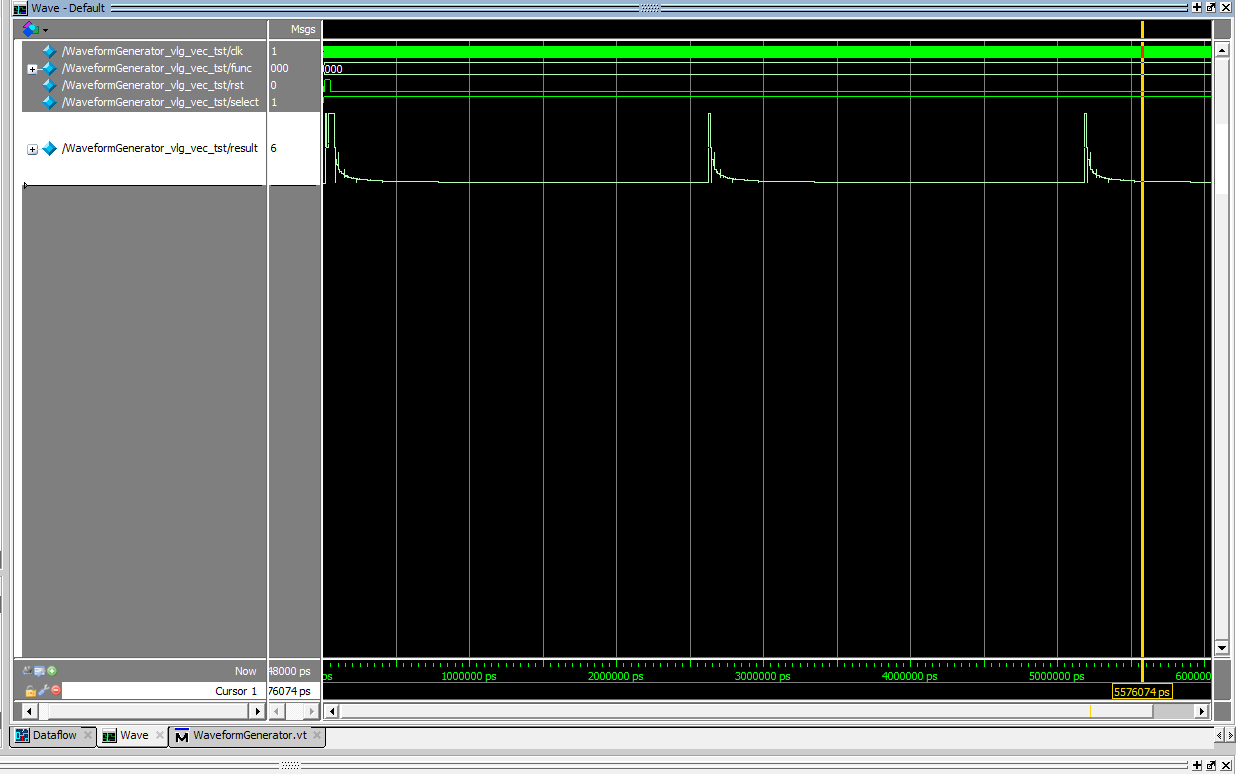 Wave - Default
Msgs
/WaveformGenerator_vlg_vec_tst/clk 1
/WaveformGenerator_vlg_vec_tst/func 000 000
/WaveformGenerator_vlg_vec_tst/rst 0
/WaveformGenerator_vlg_vec_tst/select 1
/WaveformGenerator_vlg_vec_tst/result 6
Now 48000 ps ps 1000000 ps 2000000 ps 3000000 ps 4000000 ps 5000000 ps 600000
Cursor 1 76074 ps 5576074 ps
Dataflow Wave WaveformGenerator.vt